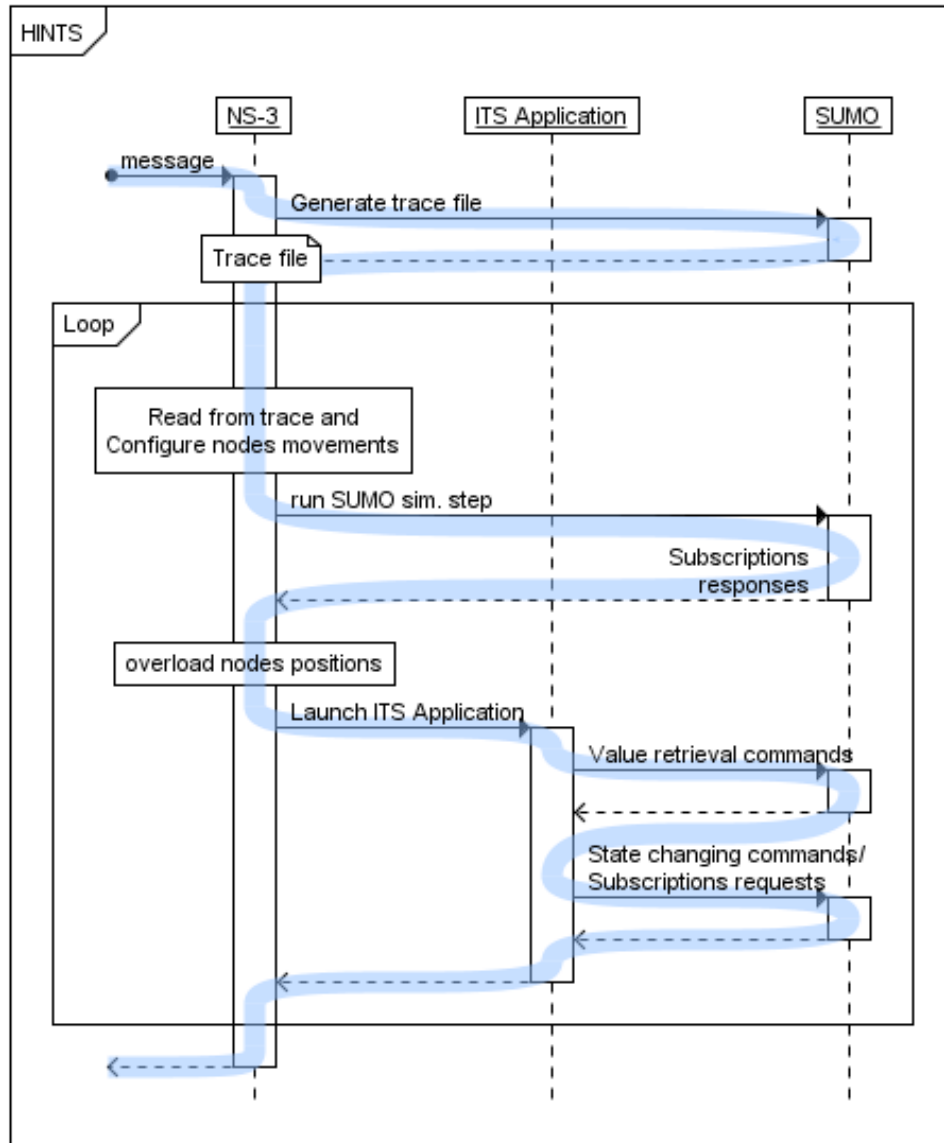 HINTS
NS-3
ITS Application
SUMO
message
Generate trace file
Trace file
Loop
Read from trace and
Configure nodes movements
run SUMO sim. step
Subscriptions
responses
overload nodes positions
Launch ITS Application
Value retrieval commands
State changing commands/
Subscriptions requests